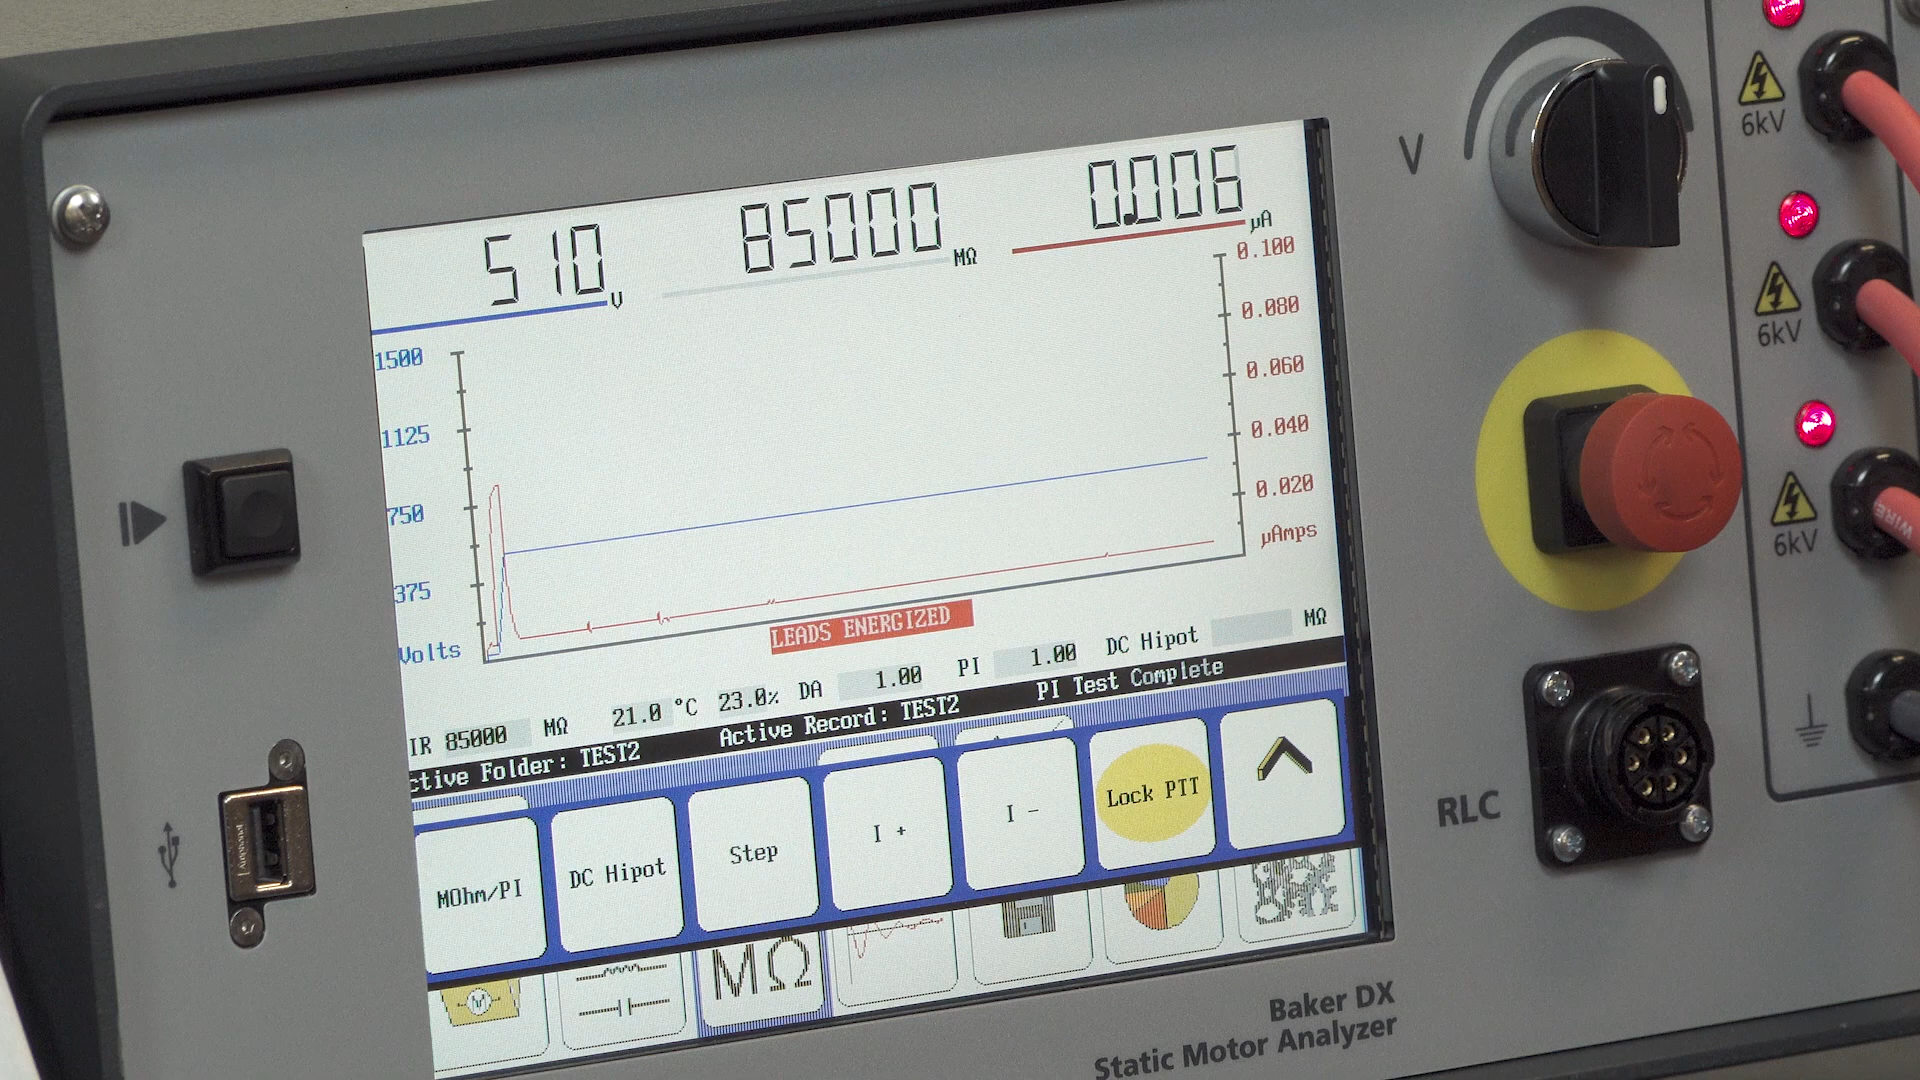 510 V
85000 MΩ
0.006 µA
1500
1125
750
375
Volts
0.100
0.080
0.060
0.040
0.020
µAmps
LEADS ENERGIZED
IR 85000 MΩ 21.0 °C 23.0% DA 1.00 PI 1.00 DC Hipot MΩ
ctive Folder: TEST2 Active Record: TEST2 PI Test Complete
MOhm/PI
DC Hipot
Step
I +
I -
Lock PTT
M
MΩ
V
6kV
6kV
6kV
WIRE
RLC
Baker DX
Static Motor Analyzer